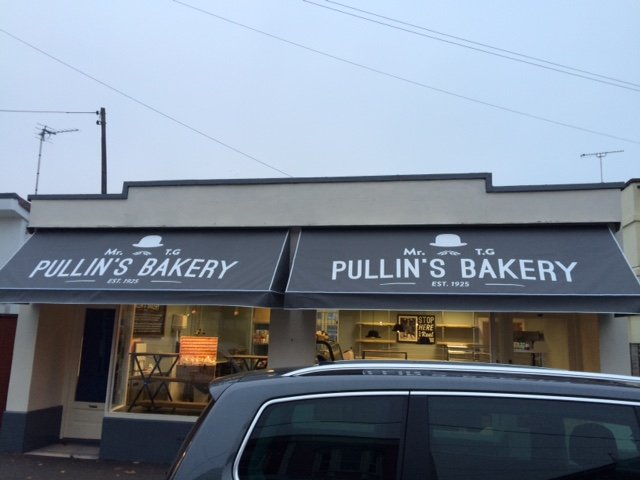 Mr. T.G
PULLIN'S BAKERY
EST. 1925
Mr. T.G
PULLIN'S BAKERY
EST. 1925
STOP
HERE